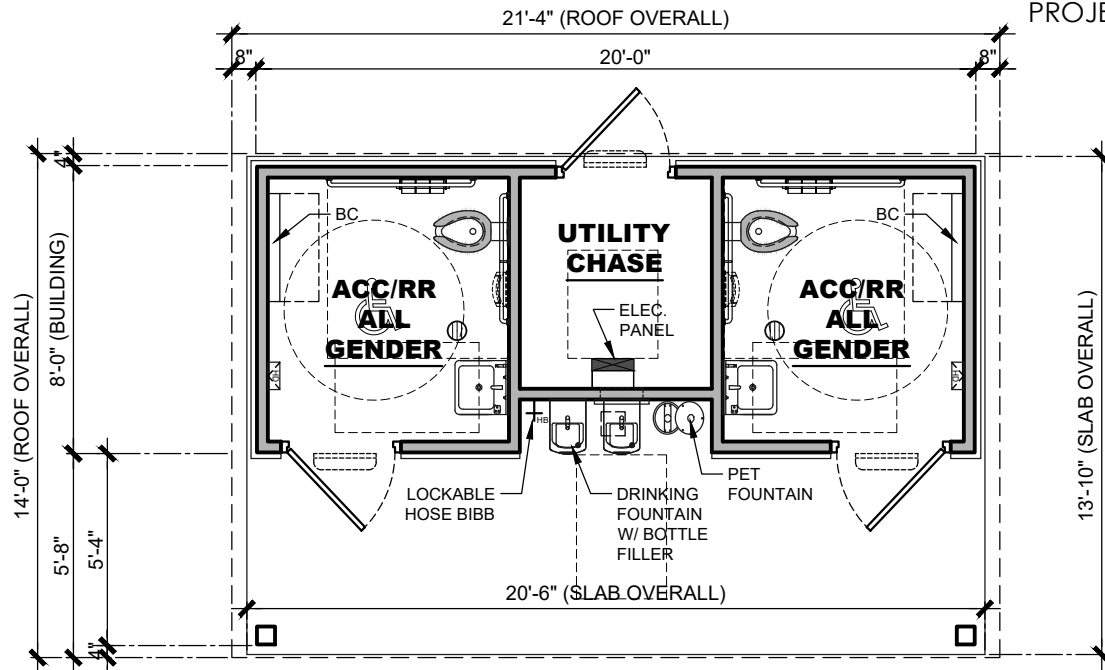 PROJE
21'-4" (ROOF OVERALL)
8"
20'-0"
8"
4"
14'-0" (ROOF OVERALL)
8'-0" (BUILDING)
5'-8"
5'-4"
4"
13'-10" (SLAB OVERALL)
BC
BC
UTILITY
CHASE
ACC/RR
ALL
GENDER
ACC/RR
ALL
GENDER
ELEC.
PANEL
HD
HD
HB
LOCKABLE
HOSE BIBB
DRINKING
FOUNTAIN
W/ BOTTLE
FILLER
PET
FOUNTAIN
20'-6" (SLAB OVERALL)